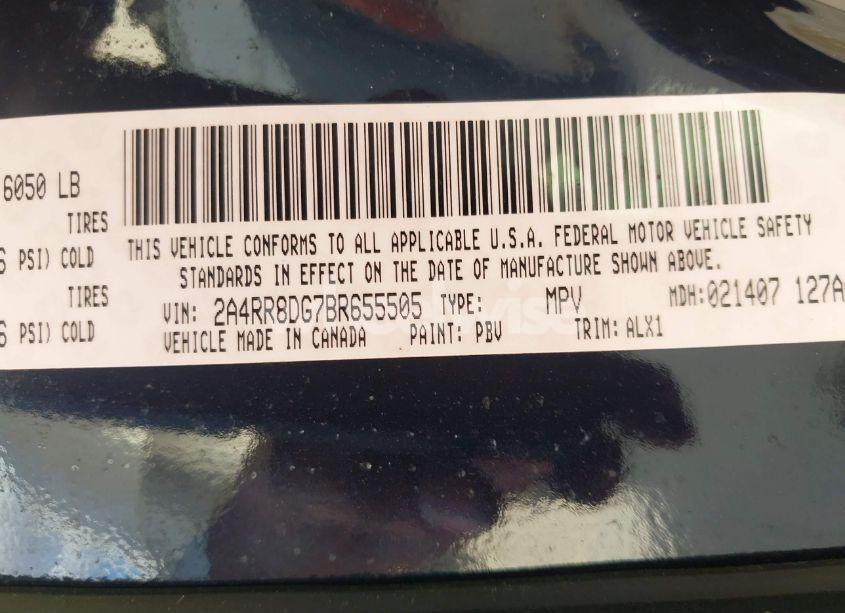 6050 LB
TIRES
PSI) COLD
TIRES
PSI) COLD
THIS VEHICLE CONFORMS TO ALL APPLICABLE U.S.A. FEDERAL MOTOR VEHICLE SAFETY
STANDARDS IN EFFECT ON THE DATE OF MANUFACTURE SHOWN ABOVE.
VIN: 2A4RR8DG7BR655505 TYPE: MPV MDH:021407 127A
VEHICLE MADE IN CANADA PAINT: PBV TRIM: ALX1